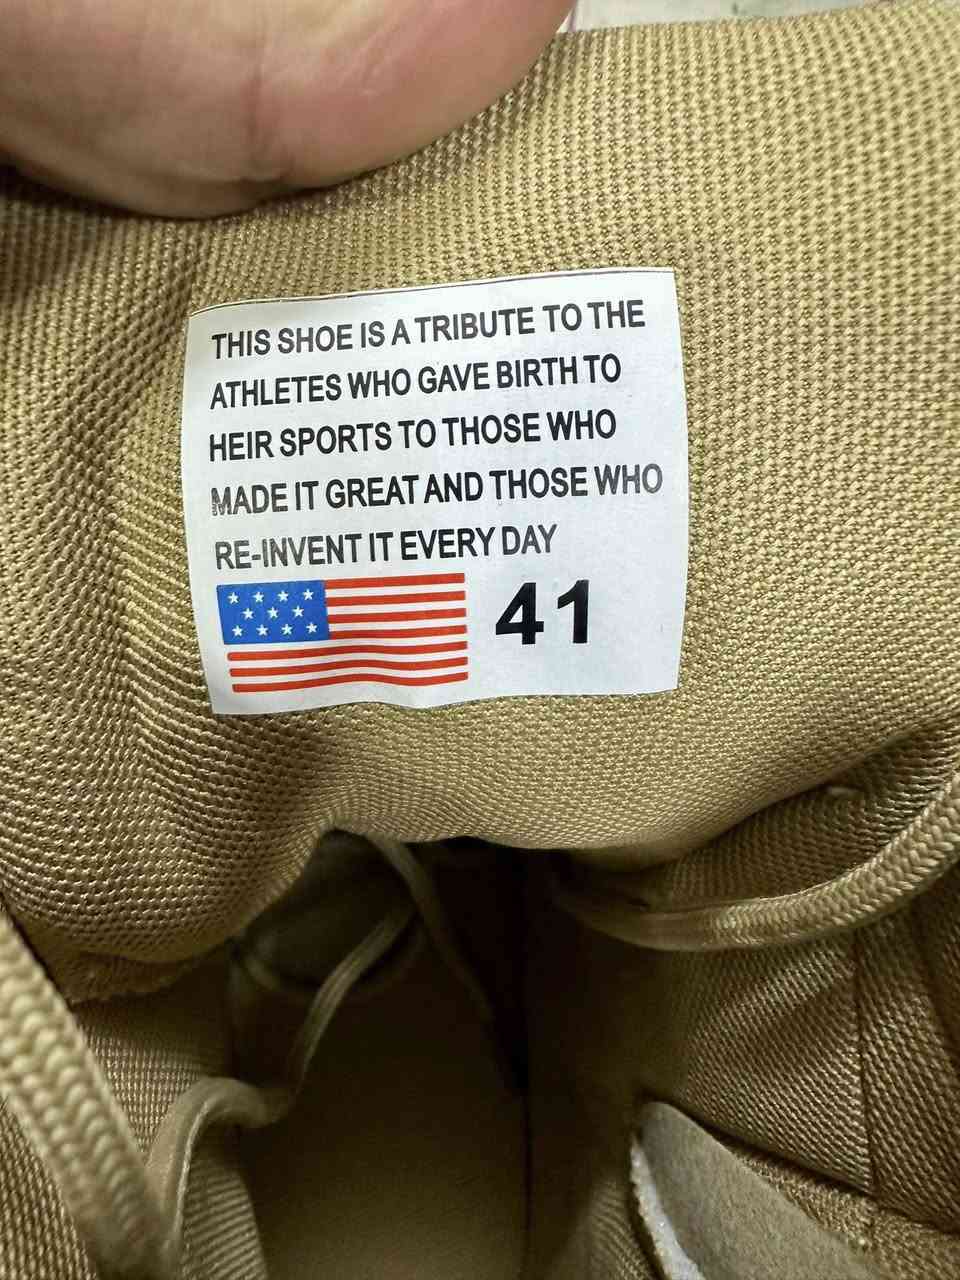 THIS SHOE IS A TRIBUTE TO THE
ATHLETES WHO GAVE BIRTH TO
HEIR SPORTS TO THOSE WHO
MADE IT GREAT AND THOSE WHO
RE-INVENT IT EVERY DAY
41